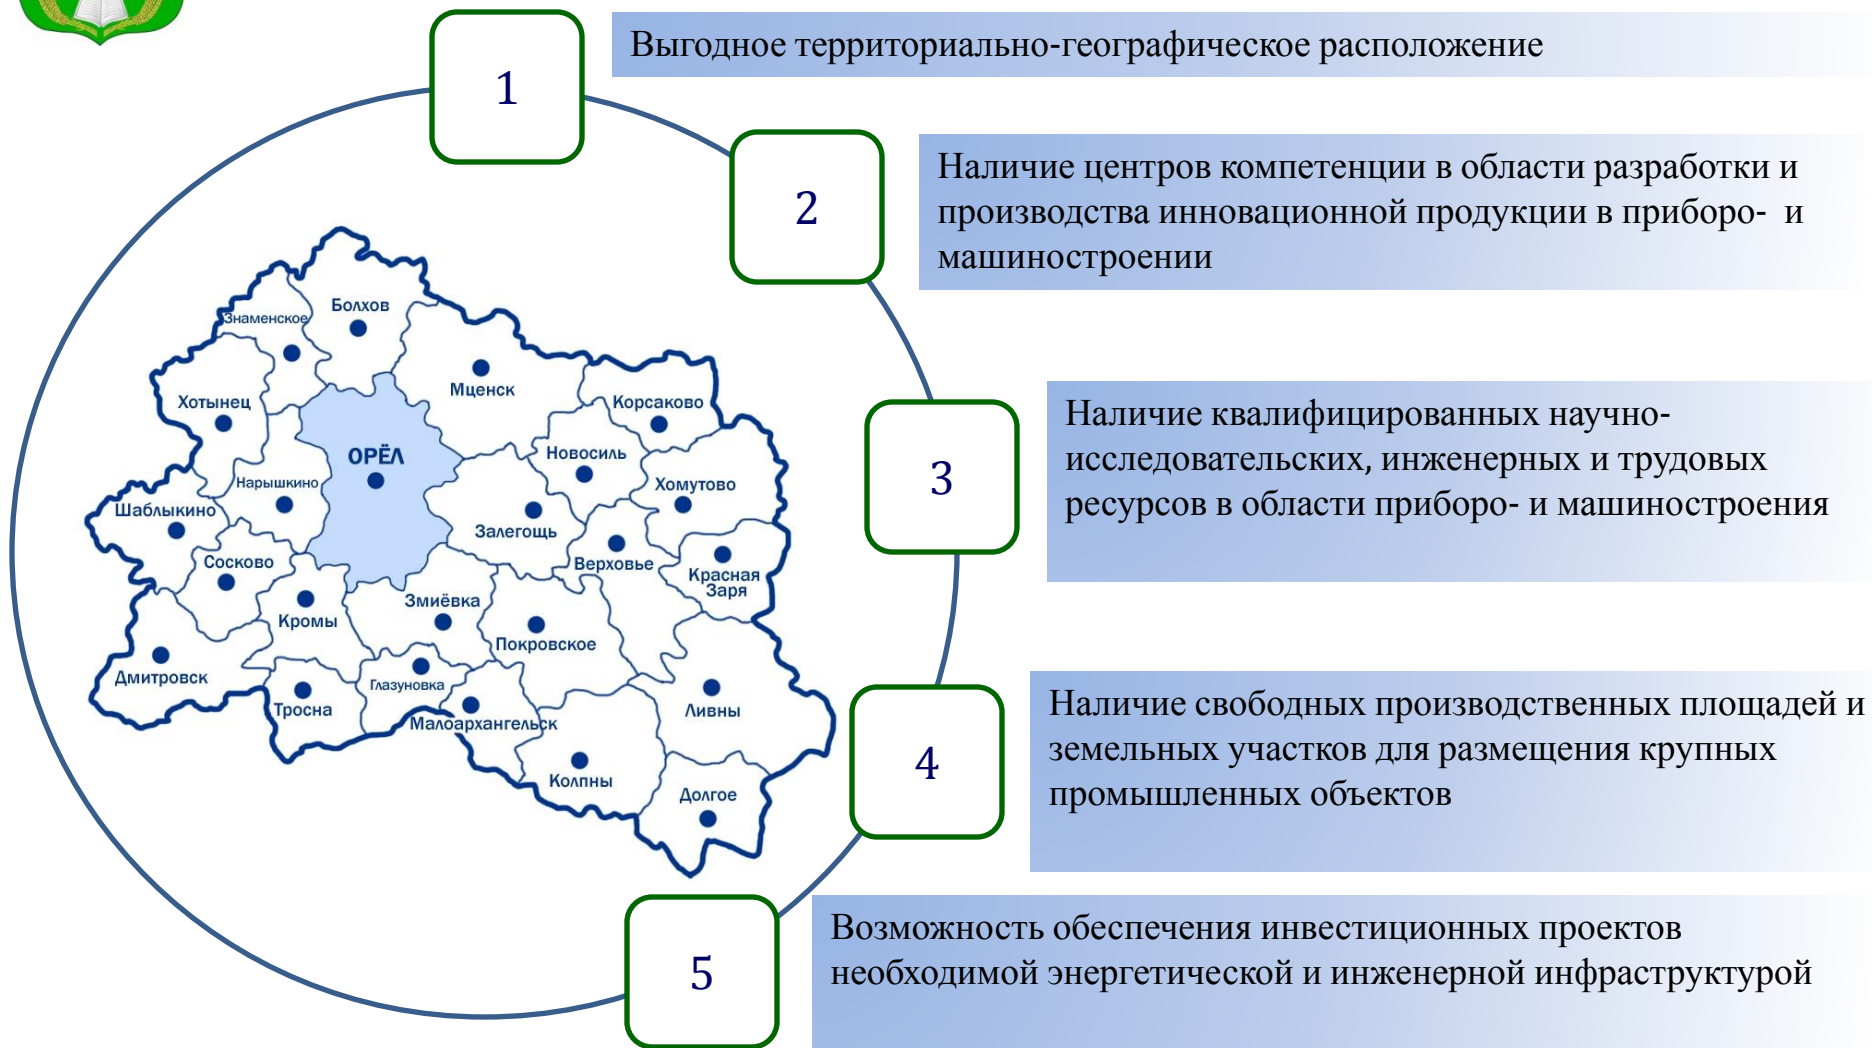 1
Выгодное территориально-географическое расположение
2
Наличие центров компетенции в области разработки и
производства инновационной продукции в приборо- и
машиностроении
3
Наличие квалифицированных научно-
исследовательских, инженерных и трудовых
ресурсов в области приборо- и машиностроения
4
Наличие свободных производственных площадей и
земельных участков для размещения крупных
промышленных объектов
5
Возможность обеспечения инвестиционных проектов
необходимой энергетической и инженерной инфраструктурой
Болхов
Знаменское
Мценск
Хотынец
Корсаково
ОРЁЛ
Новосиль
Нарышкино
Хомутово
Шаблыкино
Залегощь
Сосково
Верховье
Красная
Заря
Змиёвка
Кромы
Покровское
Дмитровск
Глазуновка
Тросна
Малоархангельск
Ливны
Колпны
Долгое